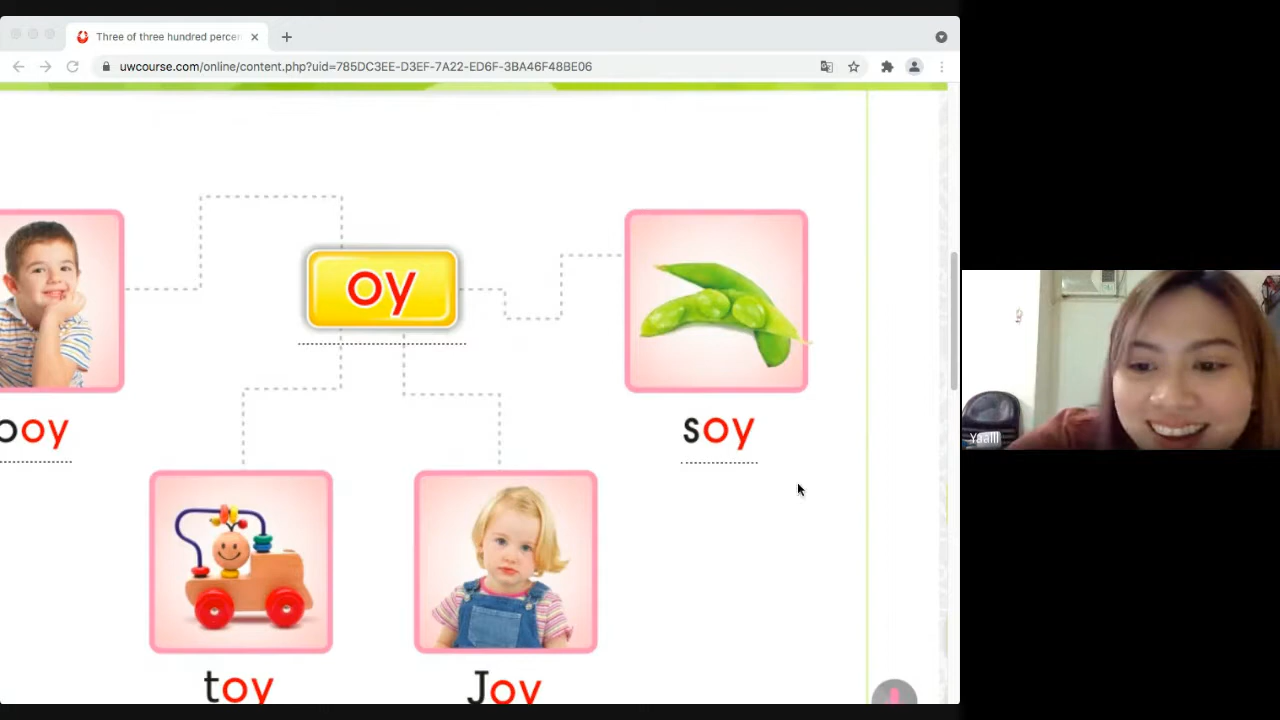 Three of three hundred percen
uwcourse.com/online/content.php?uid=785DC3EE-D3EF-7A22-ED6F-3BA46F48BE06
oy
boy
soy
toy
Joy